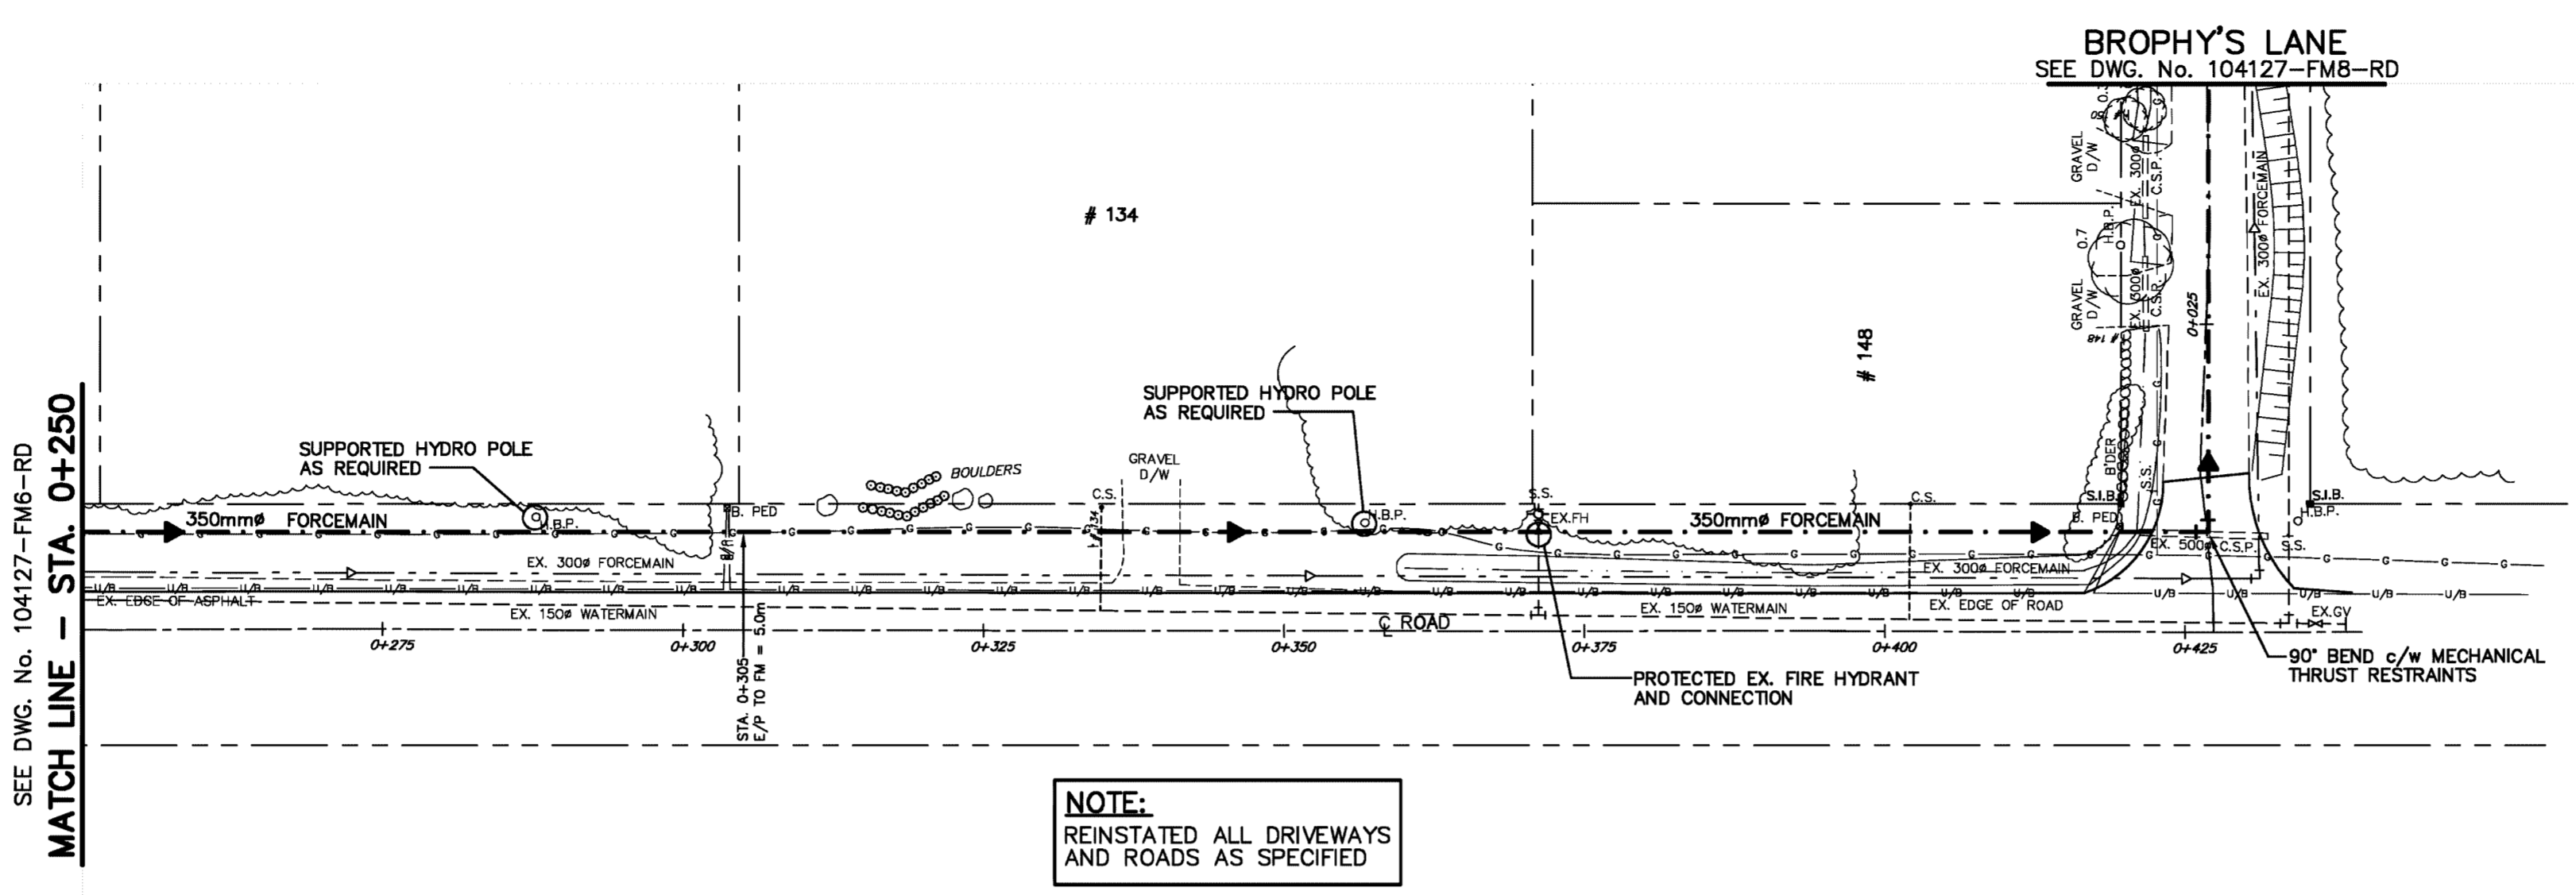 BROPHY'S LANE
SEE DWG. No. 104127-FM8-RD
SEE DWG. No. 104127-FM6-RD
MATCH LINE - STA. 0+250
# 134
# 148
SUPPORTED HYDRO POLE
AS REQUIRED
H.B.P.
350mmø FORCEMAIN
EX. 300ø FORCEMAIN
EX. EDGE OF ASPHALT
EX. 150ø WATERMAIN
B. PED
BOULDERS
C.S.
GRAVEL
D/W
# 134
SUPPORTED HYDRO POLE
AS REQUIRED
H.B.P.
S.S.
EX.FH
350mmø FORCEMAIN
C.S.
EX. 300ø FORCEMAIN
EX. 150ø WATERMAIN
EX. EDGE OF ROAD
℄ ROAD
0+275
0+300
0+325
0+350
0+375
0+400
0+425
STA. 0+305
E/P TO FM = 5.0m
PROTECTED EX. FIRE HYDRANT
AND CONNECTION
90° BEND c/w MECHANICAL
THRUST RESTRAINTS
GRAVEL
D/W
EX. 300ø
C.S.P.
H.B.P.
0.7
GRAVEL
D/W
EX. 300ø
C.S.P.
# 148
0+025
EX. 300ø FORCEMAIN
B'DER
S.S.
S.I.B.
B. PED
EX. 500ø C.S.P.
S.S.
S.I.B.
H.B.P.
EX.GV
U/B
G
NOTE:
REINSTATED ALL DRIVEWAYS
AND ROADS AS SPECIFIED